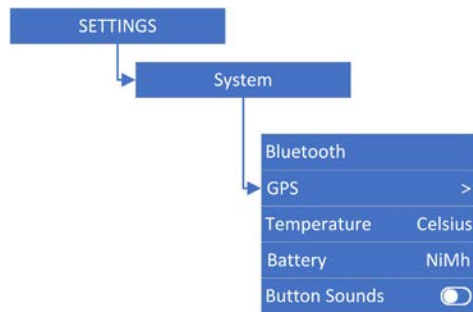 SETTINGS
System
Bluetooth
GPS >
Temperature Celsius
Battery NiMh
Button Sounds